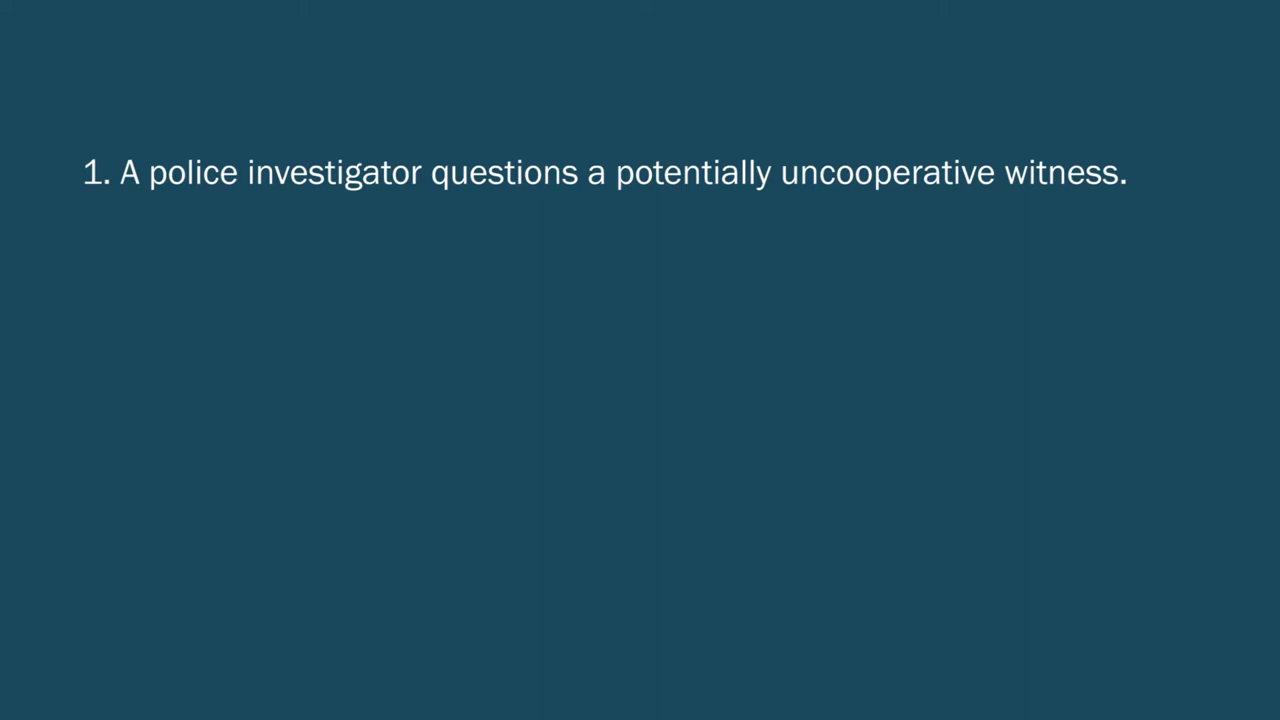 1. A police investigator questions a potentially uncooperative witness.